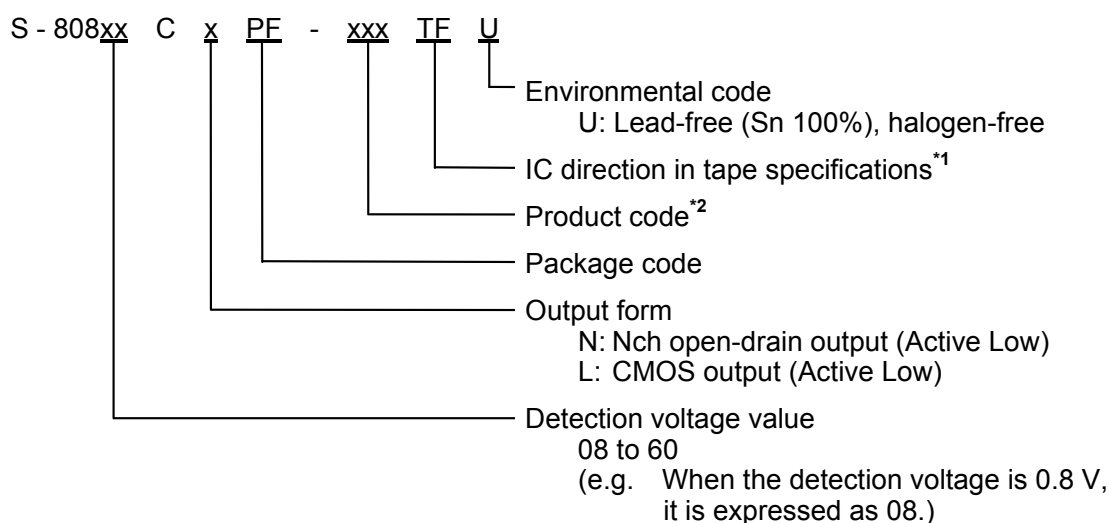 S - 808xx C x PF - xxx TF U
Environmental code
U: Lead-free (Sn 100%), halogen-free
IC direction in tape specifications*1
Product code*2
Package code
Output form
N: Nch open-drain output (Active Low)
L: CMOS output (Active Low)
Detection voltage value
08 to 60
(e.g. When the detection voltage is 0.8 V,
it is expressed as 08.)